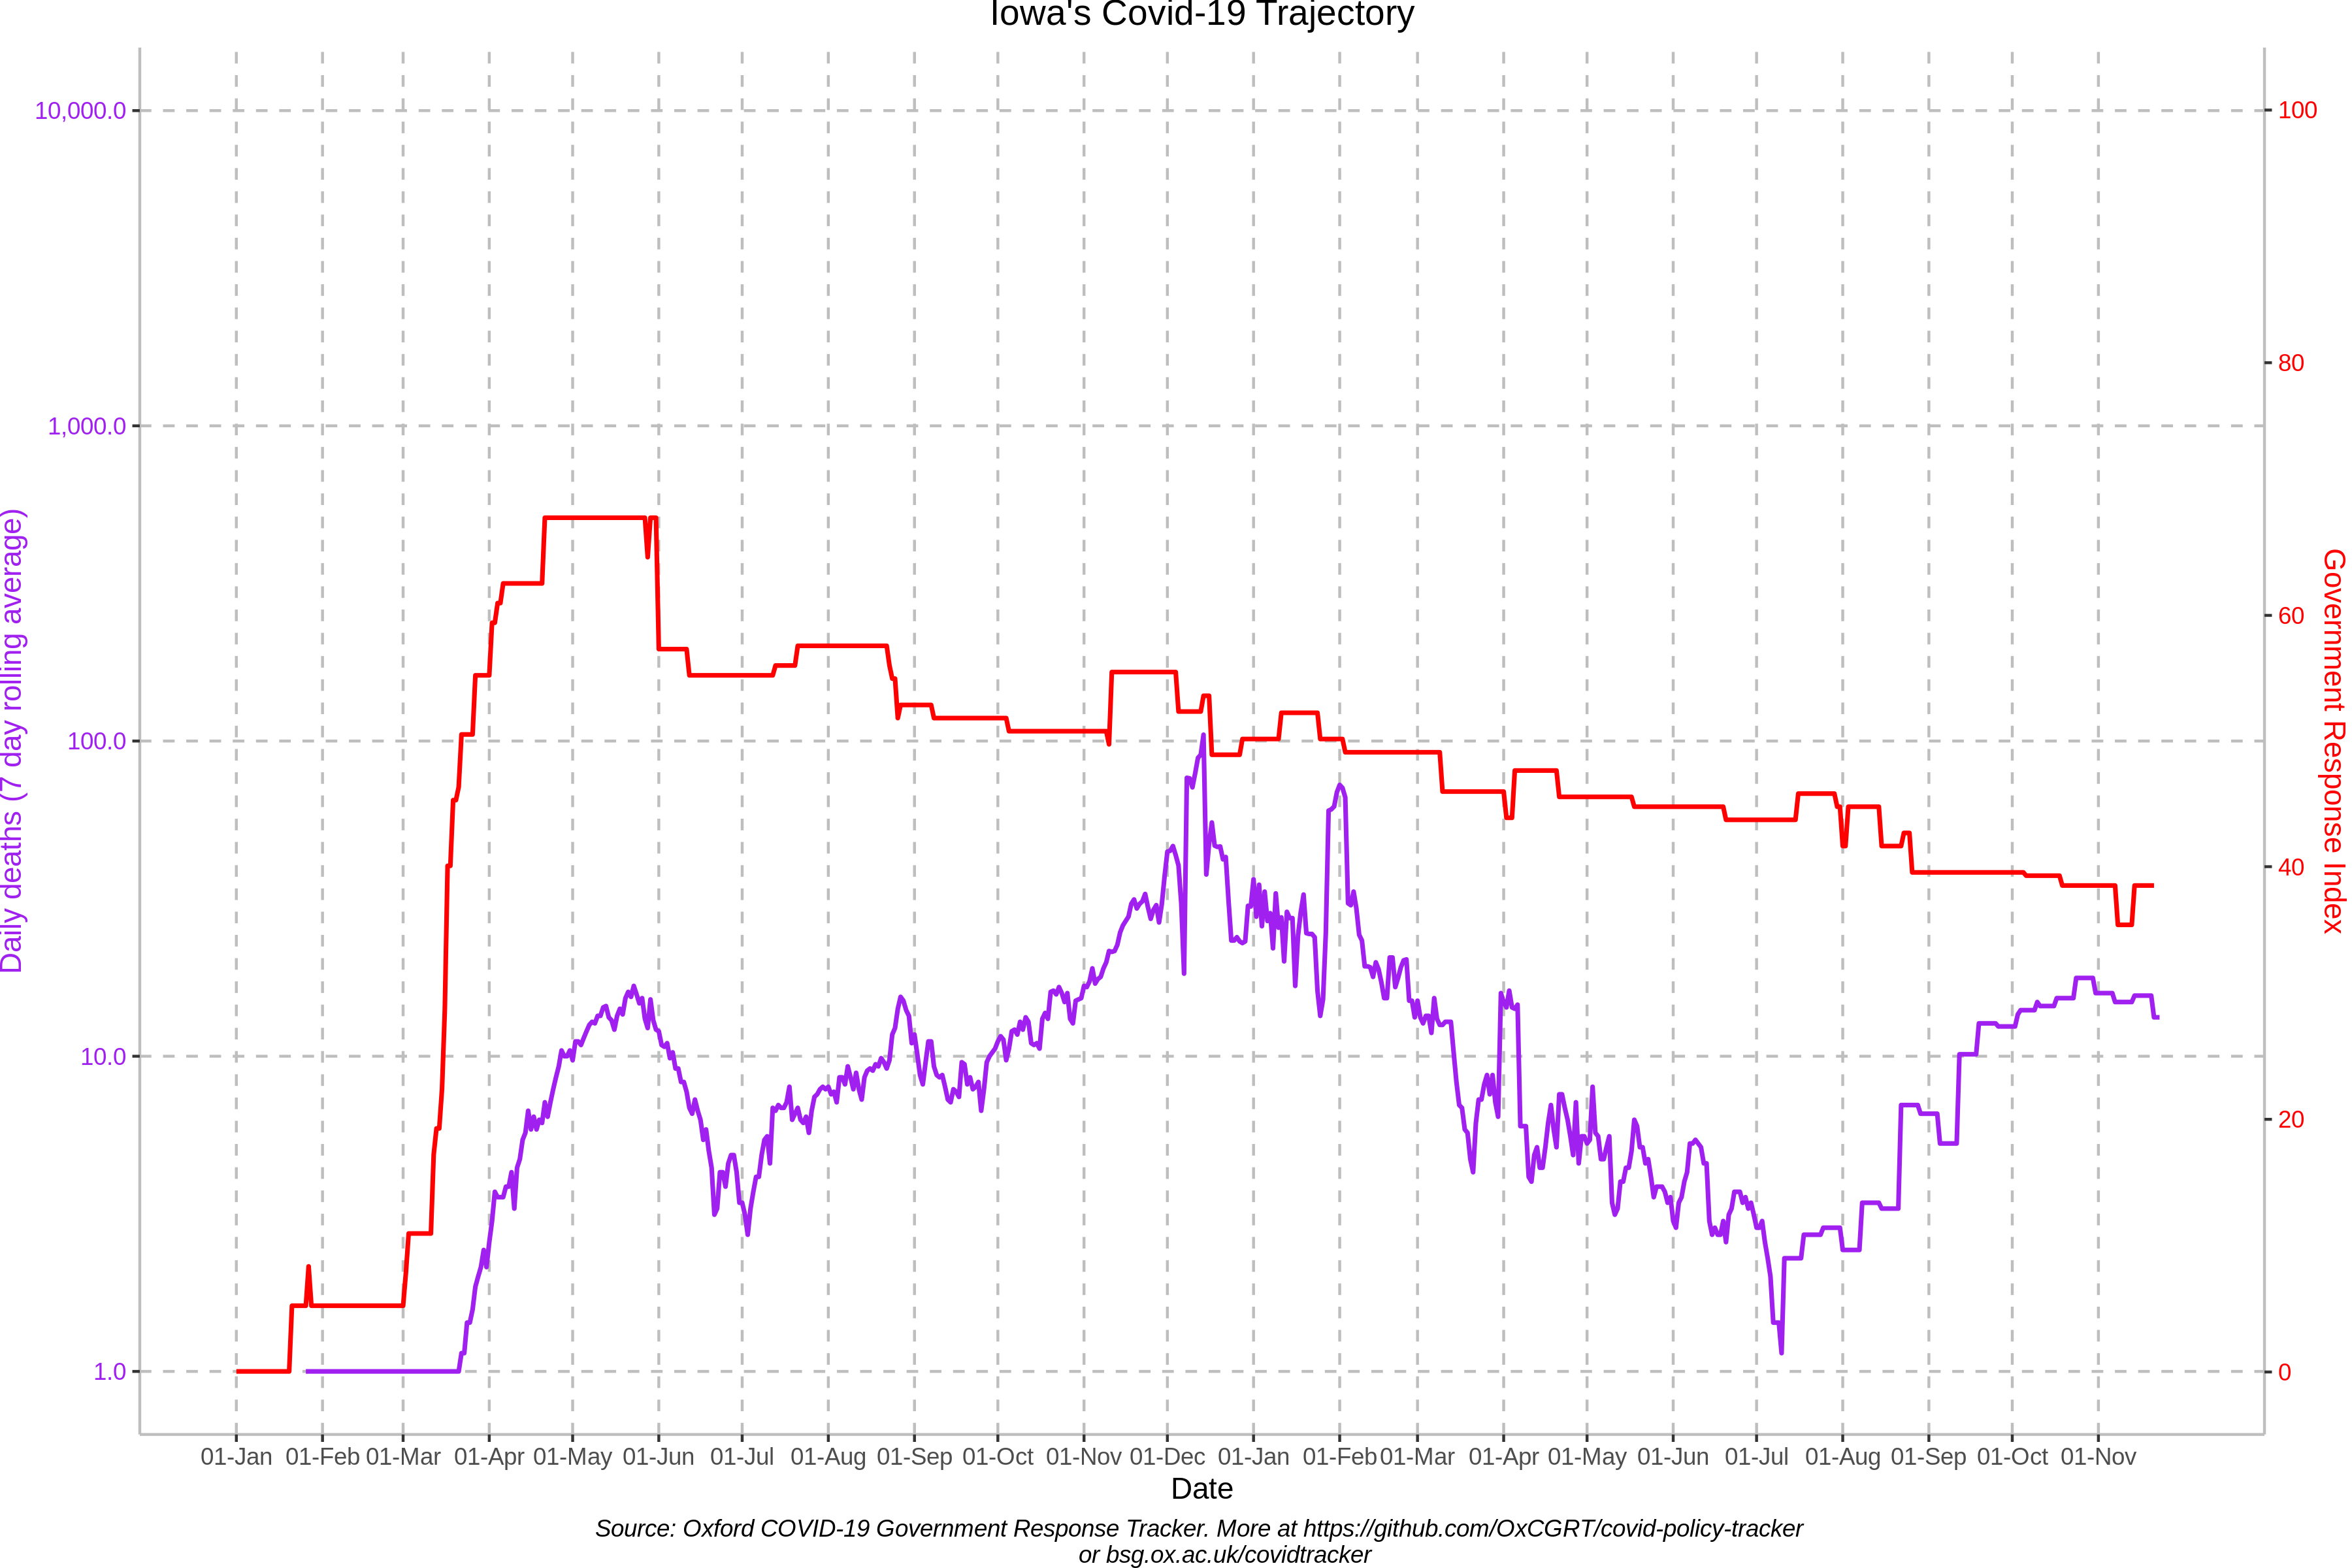 Iowa's Covid-19 Trajectory
10,000.0
1,000.0
100.0
10.0
1.0
Daily deaths (7 day rolling average)
100
80
60
40
20
0
Government Response Index
01-Jan 01-Feb 01-Mar 01-Apr 01-May 01-Jun 01-Jul 01-Aug 01-Sep 01-Oct 01-Nov 01-Dec 01-Jan 01-Feb 01-Mar 01-Apr 01-May 01-Jun 01-Jul 01-Aug 01-Sep 01-Oct 01-Nov
Date
Source: Oxford COVID-19 Government Response Tracker. More at https://github.com/OxCGRT/covid-policy-tracker
or bsg.ox.ac.uk/covidtracker